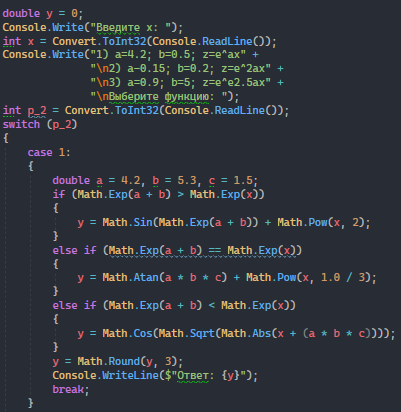 double y = 0;
Console.Write("Введите x: ");
int x = Convert.ToInt32(Console.ReadLine());
Console.Write("1) a=4.2; b=0.5; z=e^ax" +
"\n2) a-0.15; b=0.2; z=e^2ax" +
"\n3) a=0.9; b=5; z=e^e2.5ax" +
"\nВыберите функцию: ");
int p_2 = Convert.ToInt32(Console.ReadLine());
switch (p_2)
{
case 1:
{
double a = 4.2, b = 5.3, c = 1.5;
if (Math.Exp(a + b) > Math.Exp(x))
{
y = Math.Sin(Math.Exp(a + b)) + Math.Pow(x, 2);
}
else if (Math.Exp(a + b) == Math.Exp(x))
{
y = Math.Atan(a * b * c) + Math.Pow(x, 1.0 / 3);
}
else if (Math.Exp(a + b) < Math.Exp(x))
{
y = Math.Cos(Math.Sqrt(Math.Abs(x + (a * b * c))));
}
y = Math.Round(y, 3);
Console.WriteLine($"Ответ: {y}");
break;
}